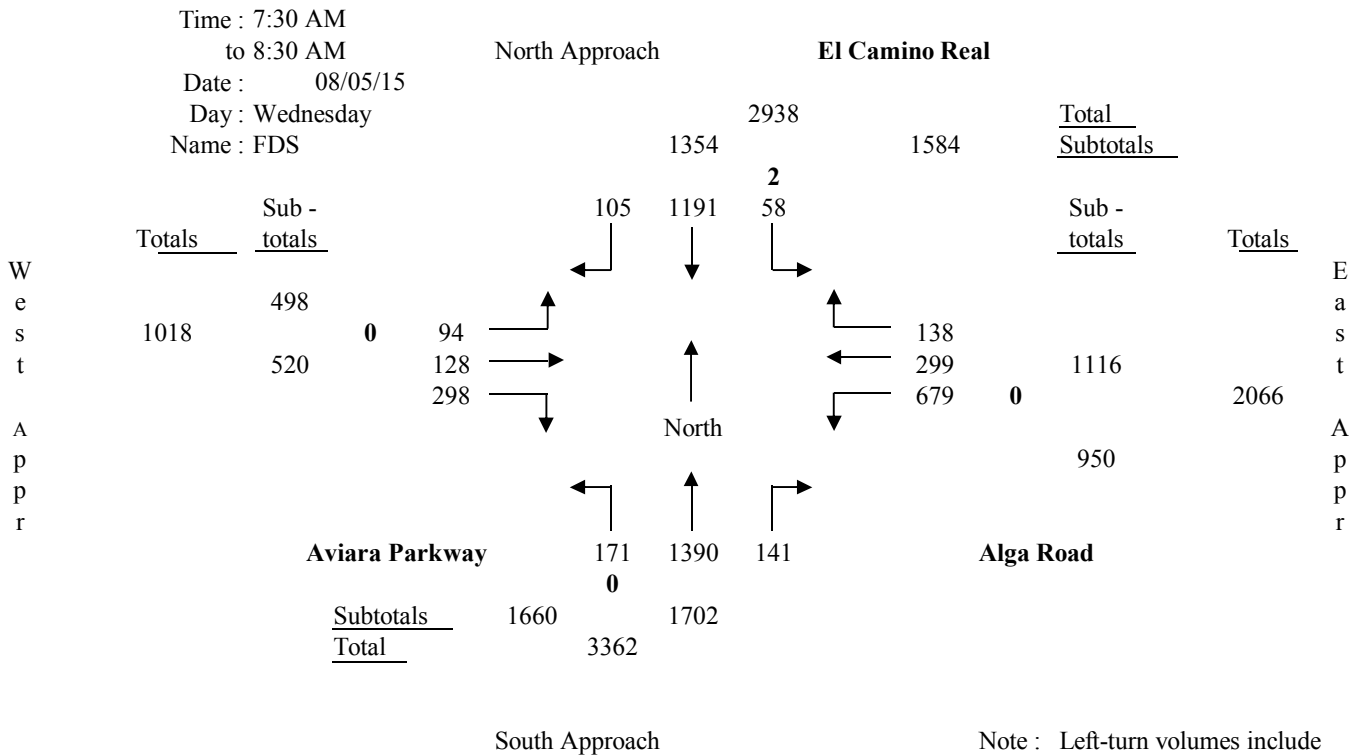 Time : 7:30 AM
to 8:30 AM North Approach El Camino Real
Date : 08/05/15
Day : Wednesday 2938 Total
Name : FDS 1354 1584 Subtotals
2
Sub - 105 1191 58 Sub -
Totals totals totals Totals
W E
e 498 a
s 1018 0 94 138 s
t 520 128 299 1116 t
298 679 0 2066
A North A
p 950 p
p p
r r
Aviara Parkway 171 1390 141 Alga Road
0
Subtotals 1660 1702
Total 3362
South Approach Note : Left-turn volumes include